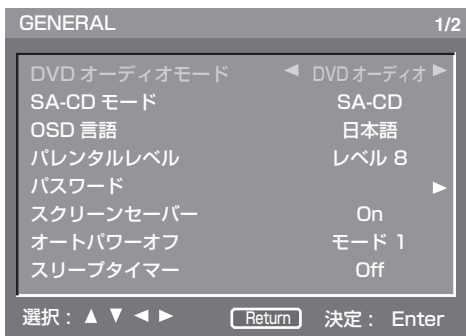 GENERAL 1/2
DVD オーディオモード ◀ DVD オーディオ ▶
SA-CD モード SA-CD
OSD 言語 日本語
パレンタルレベル レベル 8
パスワード ▶
スクリーンセーバー On
オートパワーオフ モード 1
スリープタイマー Off
選択 : ▲ ▼ ◀ ▶ Return 決定 : Enter